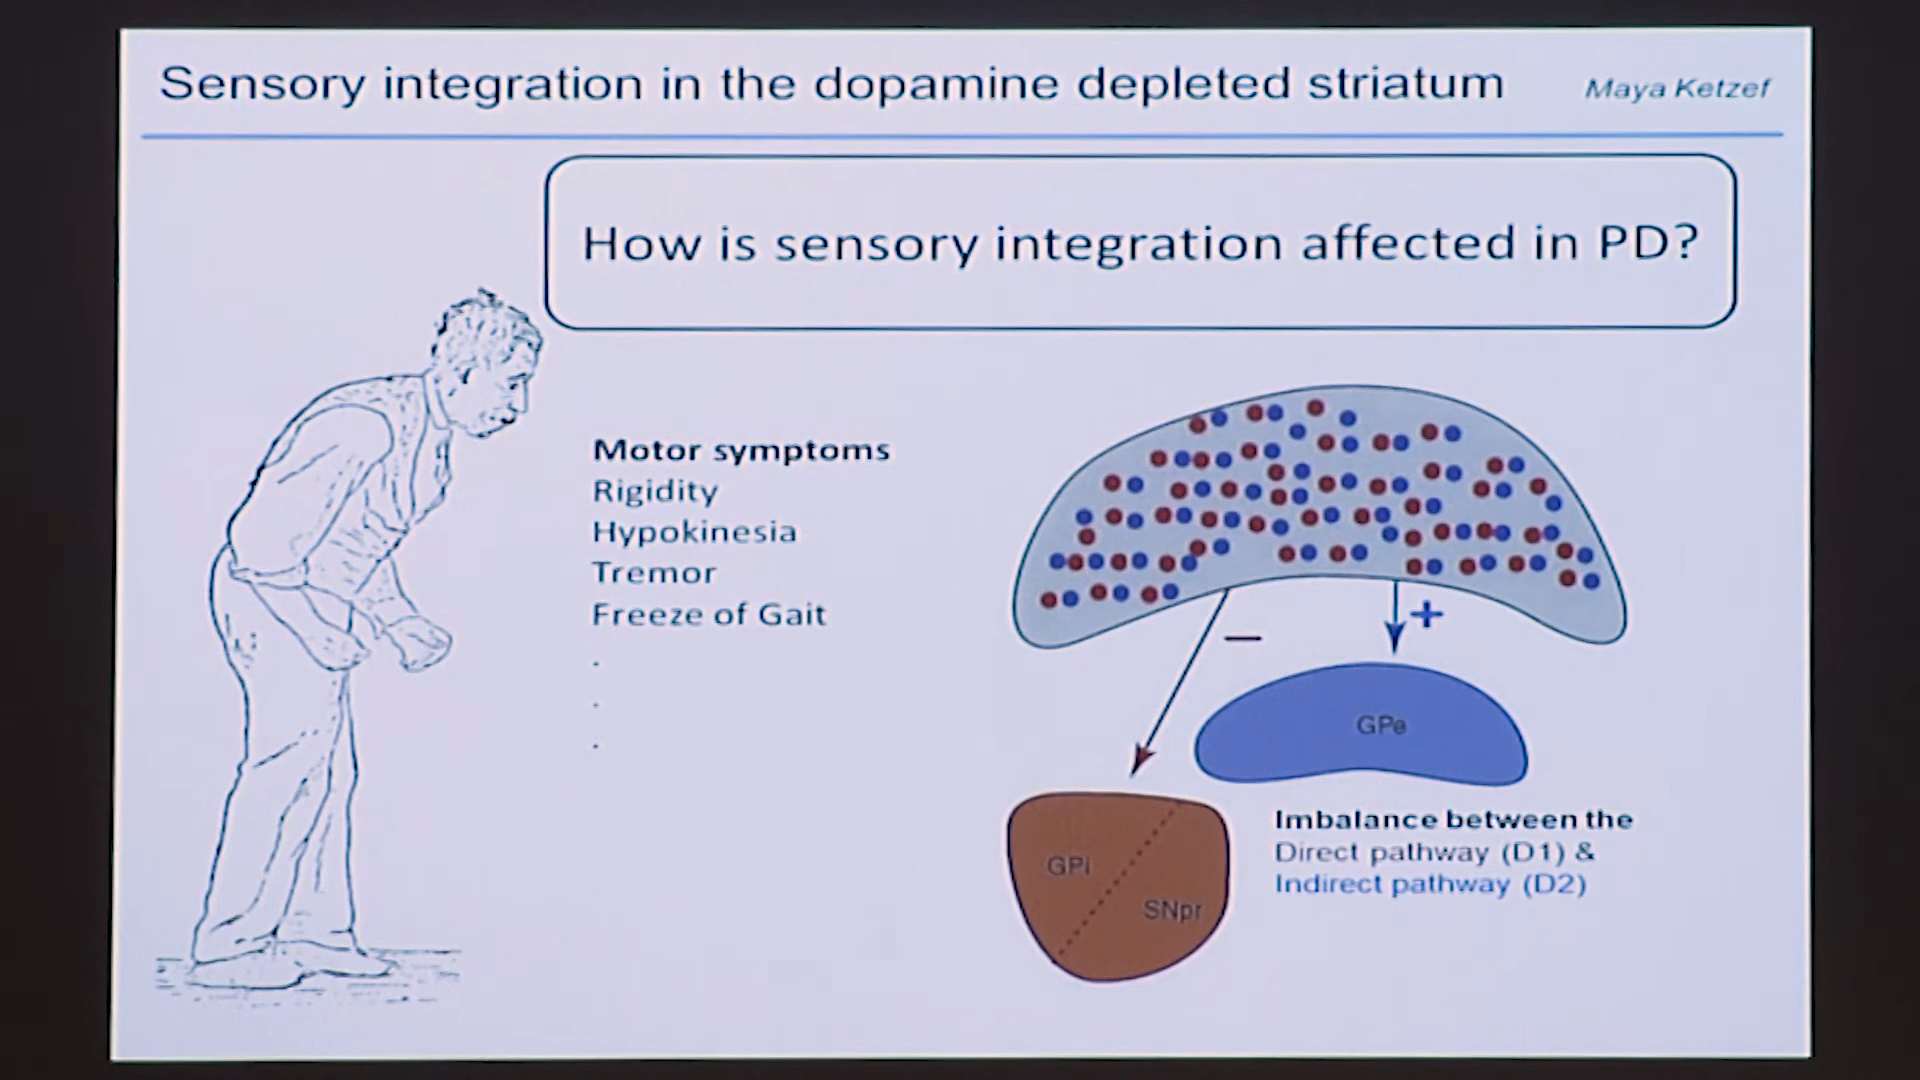 Sensory integration in the dopamine depleted striatum
Maya Ketzef
How is sensory integration affected in PD?
Motor symptoms
Rigidity
Hypokinesia
Tremor
Freeze of Gait
.
.
.
−
+
GPe
GPi
SNpr
Imbalance between the
Direct pathway (D1) &
Indirect pathway (D2)